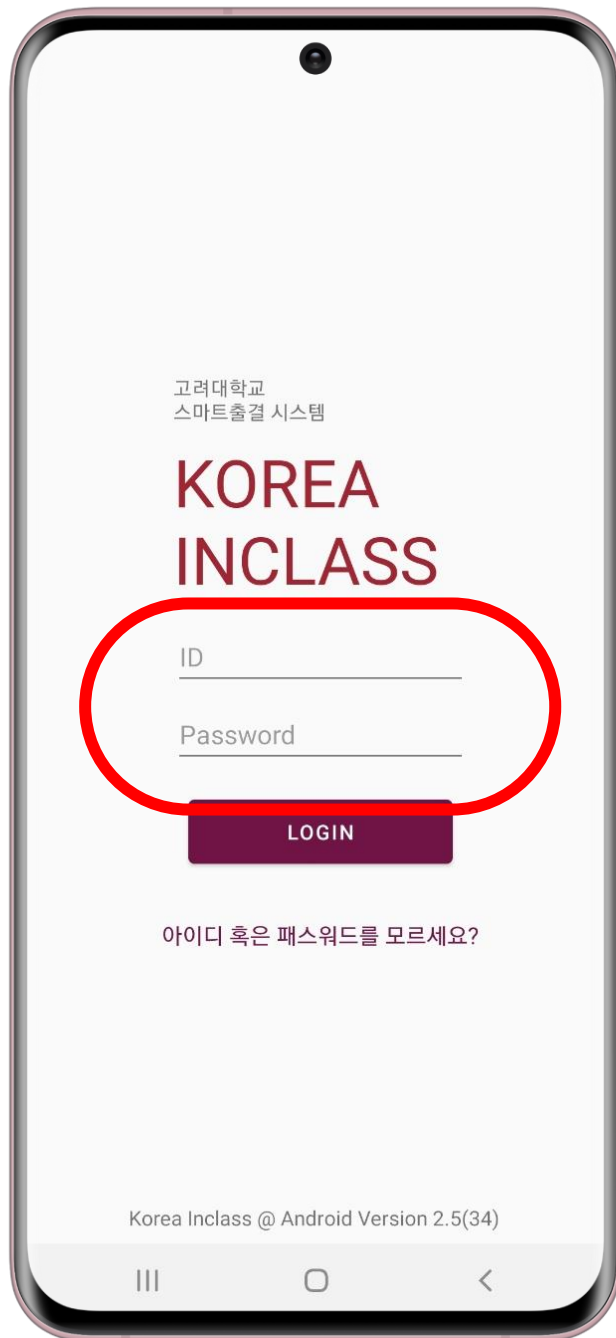 고려대학교
스마트출결 시스템
KOREA
INCLASS
ID
Password
LOGIN
아이디 혹은 패스워드를 모르세요?
Korea Inclass @ Android Version 2.5(34)